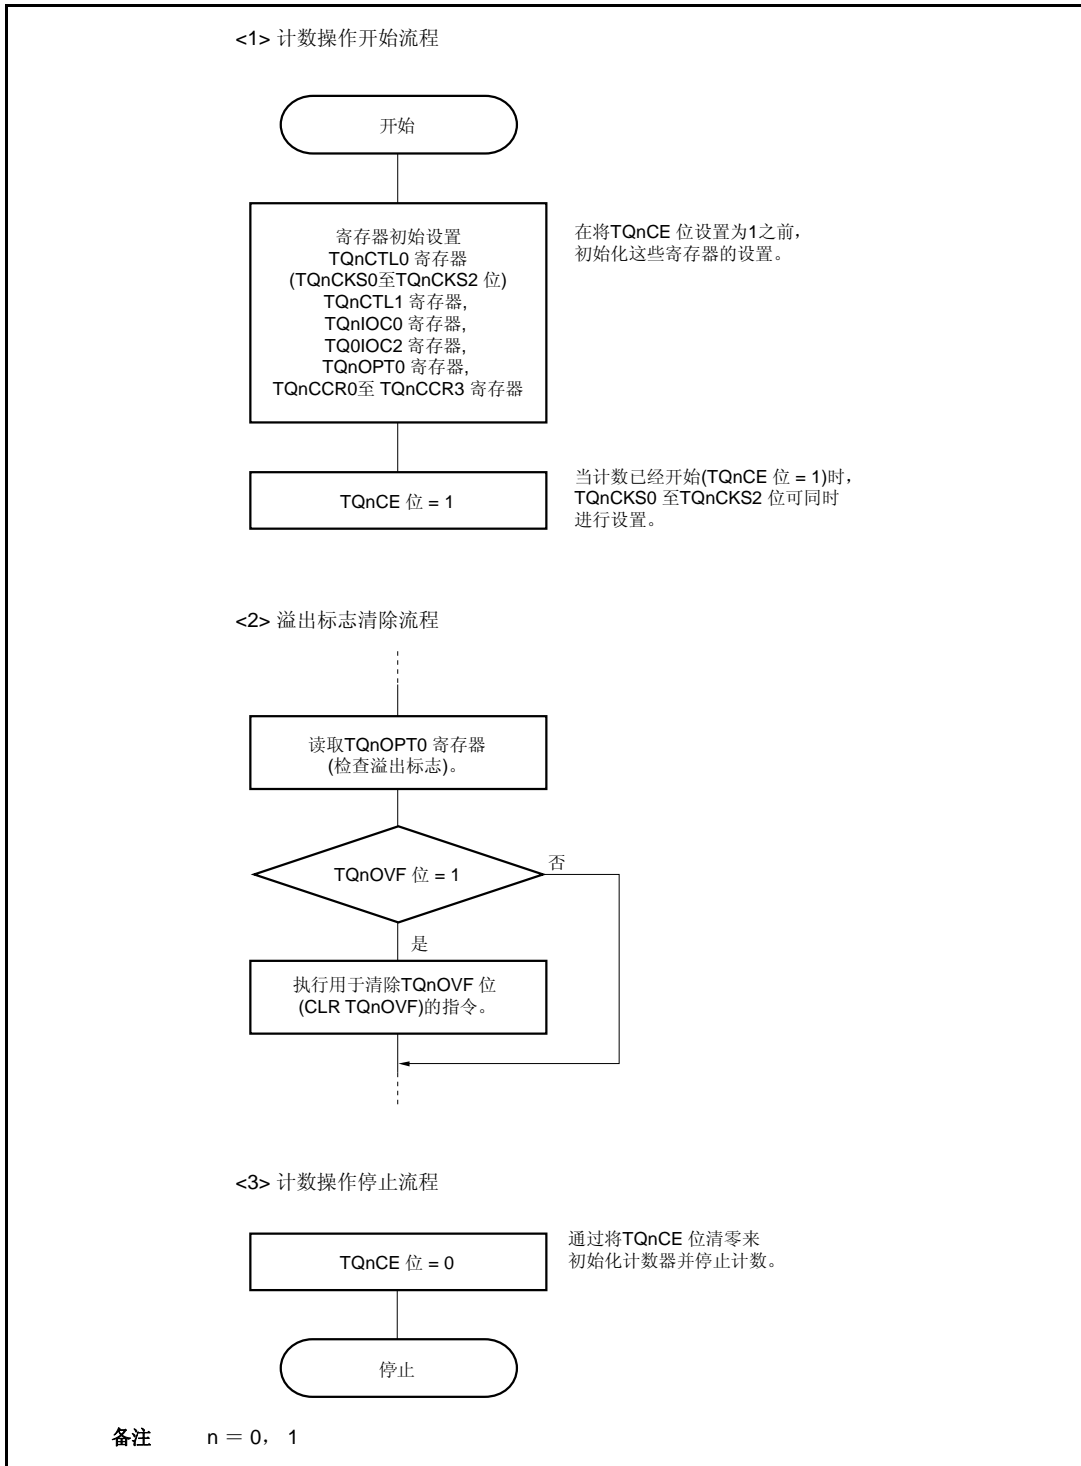 <1> 计数操作开始流程
开始
寄存器初始设置
TQnCTL0 寄存器
(TQnCKS0至TQnCKS2 位)
TQnCTL1 寄存器,
TQnIOC0 寄存器,
TQ0IOC2 寄存器,
TQnOPT0 寄存器,
TQnCCR0至 TQnCCR3 寄存器
在将TQnCE 位设置为1之前，
初始化这些寄存器的设置。
TQnCE 位 = 1
当计数已经开始(TQnCE 位 = 1)时，
TQnCKS0 至TQnCKS2 位可同时
进行设置。
<2> 溢出标志清除流程
读取TQnOPT0 寄存器
(检查溢出标志)。
TQnOVF 位 = 1
否
是
执行用于清除TQnOVF 位
(CLR TQnOVF)的指令。
<3> 计数操作停止流程
TQnCE 位 = 0
通过将TQnCE 位清零来
初始化计数器并停止计数。
停止
备注 n ＝ 0， 1